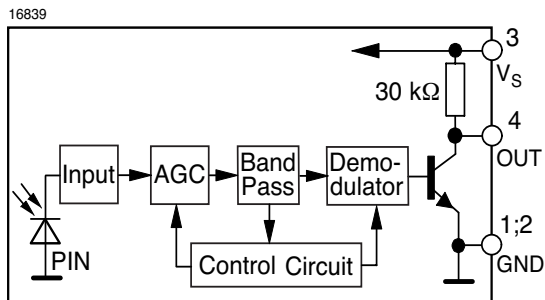 16839
3
V_S
30 kΩ
4
OUT
Input
AGC
Band
Pass
Demo-
dulator
1;2
GND
PIN
Control Circuit